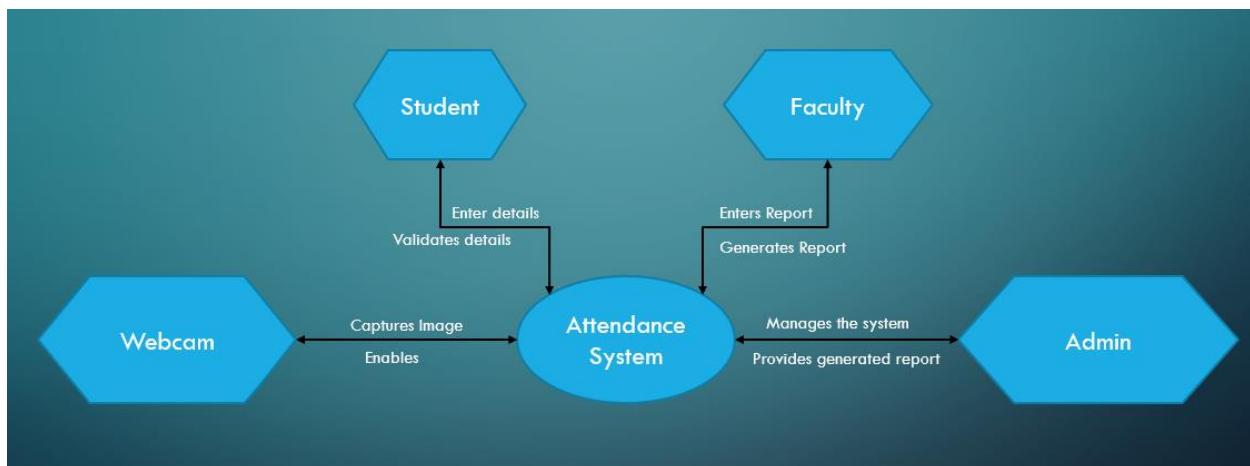 Student
Faculty
Enter details
Validates details
Enters Report
Generates Report
Webcam
Captures Image
Enables
Attendance
System
Manages the system
Provides generated report
Admin